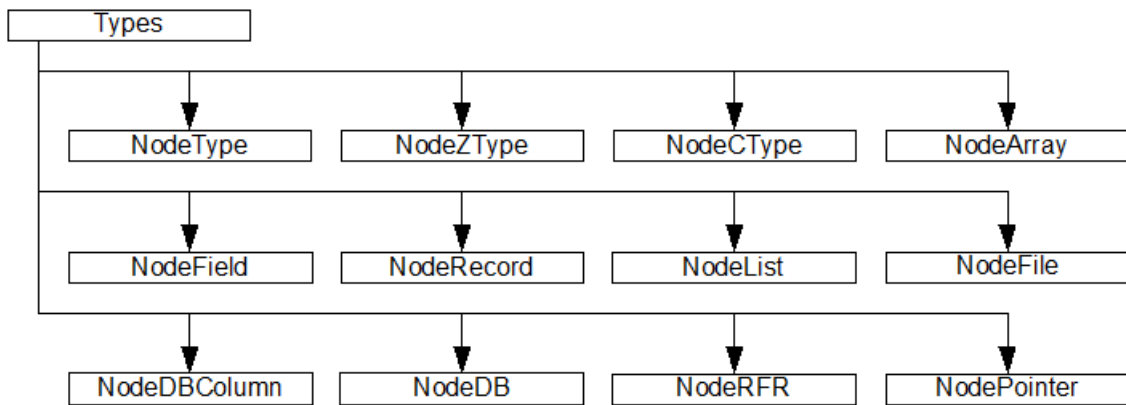 Types
NodeType NodeZType NodeCType NodeArray
NodeField NodeRecord NodeList NodeFile
NodeDBColumn NodeDB NodeRFR NodePointer